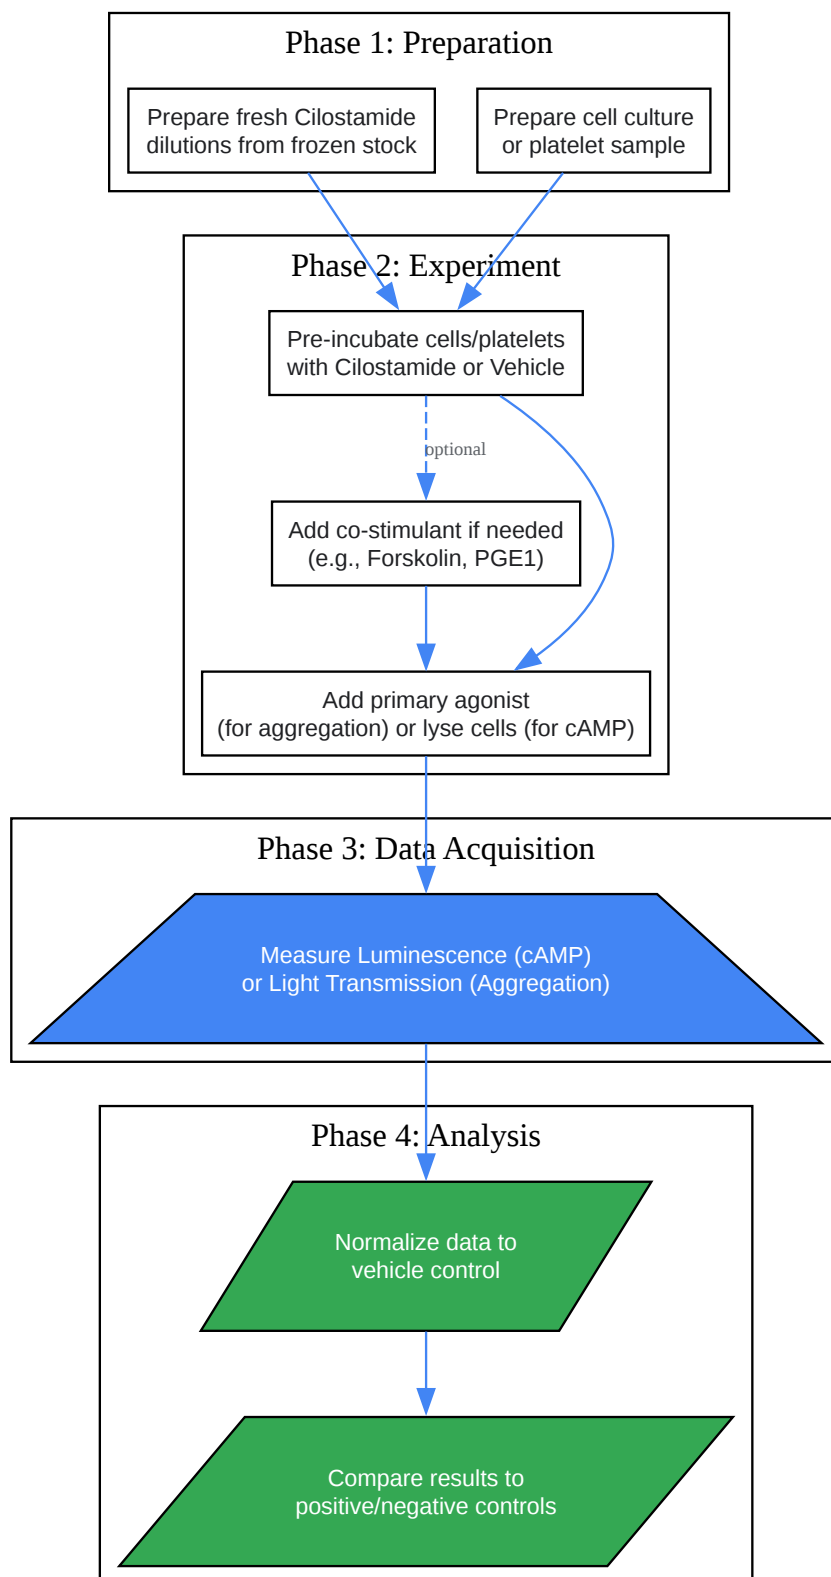 Phase 1: Preparation
Prepare fresh Cilostamide
dilutions from frozen stock
Prepare cell culture
or platelet sample
Phase 2: Experiment
Pre-incubate cells/platelets
with Cilostamide or Vehicle
optional
Add co-stimulant if needed
(e.g., Forskolin, PGE1)
Add primary agonist
(for aggregation) or lyse cells (for cAMP)
Phase 3: Data Acquisition
Measure Luminescence (cAMP)
or Light Transmission (Aggregation)
Phase 4: Analysis
Normalize data to
vehicle control
Compare results to
positive/negative controls